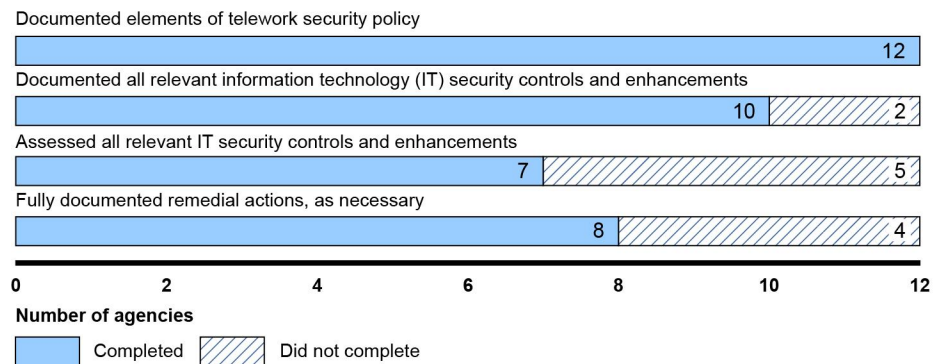 Documented elements of telework security policy
12
Documented all relevant information technology (IT) security controls and enhancements
10 2
Assessed all relevant IT security controls and enhancements
7 5
Fully documented remedial actions, as necessary
8 4
0 2 4 6 8 10 12
Number of agencies
Completed Did not complete